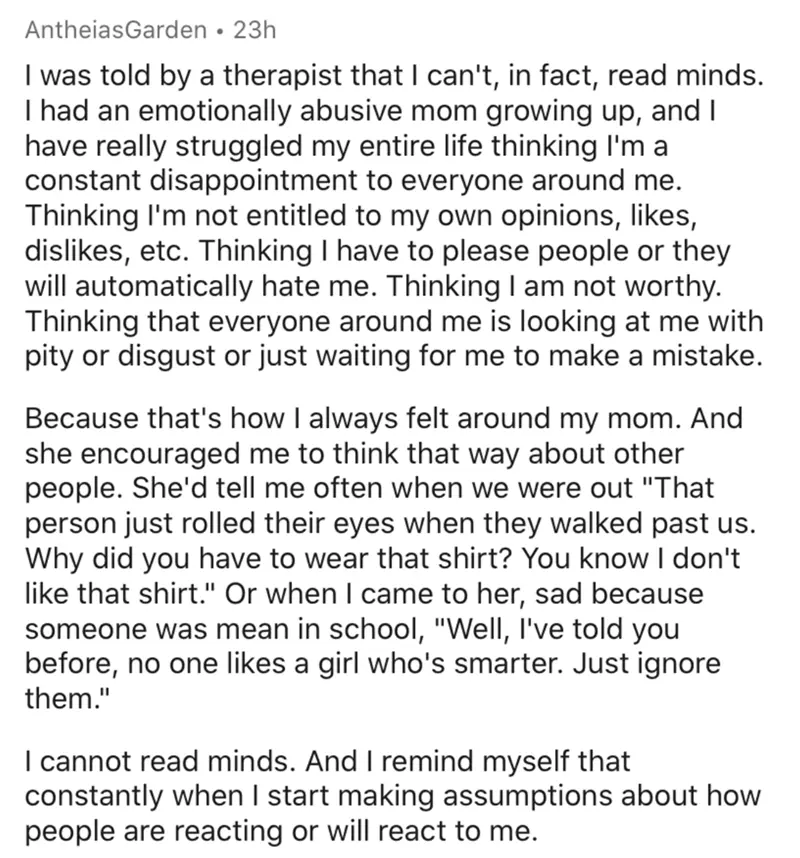 AntheiasGarden • 23h
I was told by a therapist that I can't, in fact, read minds.
I had an emotionally abusive mom growing up, and I
have really struggled my entire life thinking I'm a
constant disappointment to everyone around me.
Thinking I'm not entitled to my own opinions, likes,
dislikes, etc. Thinking I have to please people or they
will automatically hate me. Thinking I am not worthy.
Thinking that everyone around me is looking at me with
pity or disgust or just waiting for me to make a mistake.
Because that's how I always felt around my mom. And
she encouraged me to think that way about other
people. She'd tell me often when we were out "That
person just rolled their eyes when they walked past us.
Why did you have to wear that shirt? You know I don't
like that shirt." Or when I came to her, sad because
someone was mean in school, "Well, I've told you
before, no one likes a girl who's smarter. Just ignore
them."
I cannot read minds. And I remind myself that
constantly when I start making assumptions about how
people are reacting or will react to me.